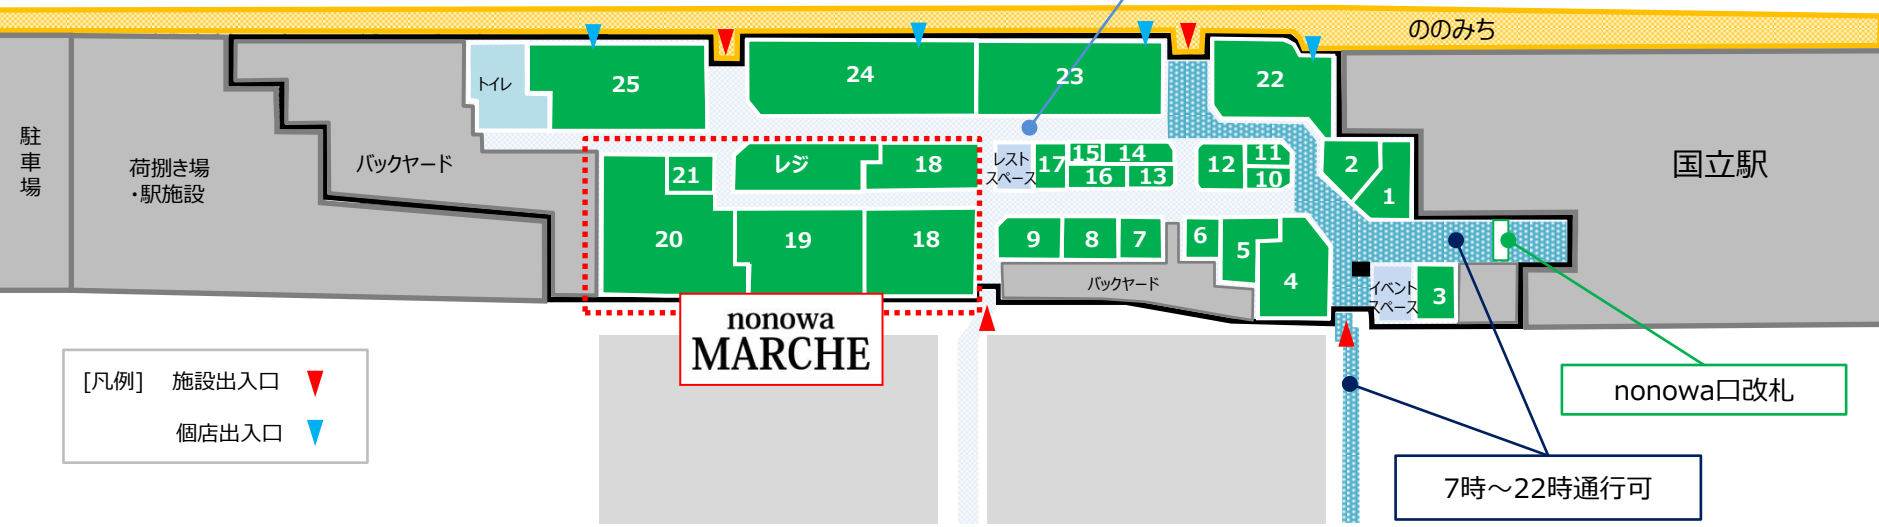 ののみち
トイレ
25
24
23
22
駐車場
荷捌き場
・駅施設
バックヤード
21
レジ
18
レスト
スペース
17
15
14
16
13
12
11
10
2
1
国立駅
20
19
18
9
8
7
6
5
4
バックヤード
イベント
スペース
3
nonowa
MARCHE
[凡例] 施設出入口
個店出入口
nonowa口改札
7時～22時通行可